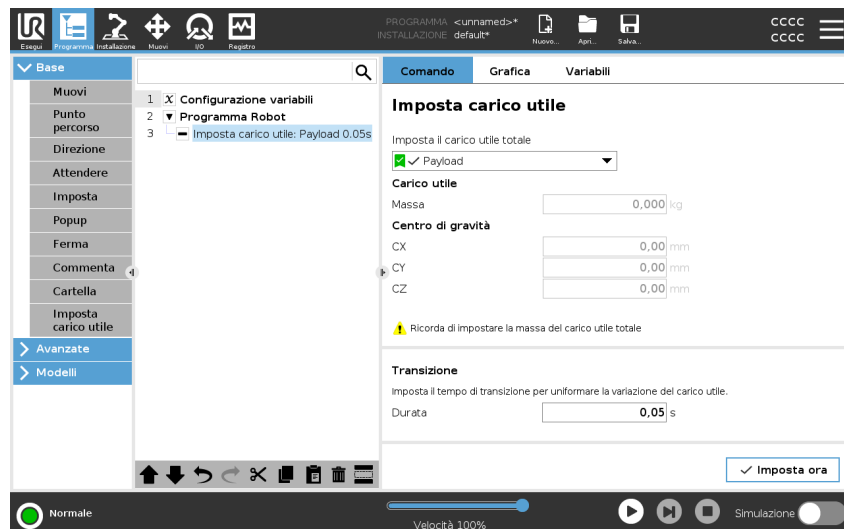 UR
PROGRAMMA <unnamed>*
INSTALLAZIONE default*
cccc
cccc
Esegui Programma Installazione Muovi I/O Registro Nuovo... Apri... Salva...
Base
Muovi
Punto
percorso
Direzione
Attendere
Imposta
Popup
Ferma
Commenta
Cartella
Imposta
carico utile
Avanzate
Modelli
1 X Configurazione variabili
2 Programma Robot
3 Imposta carico utile: Payload 0.05s
Comando Grafica Variabili
Imposta carico utile
Imposta il carico utile totale
Payload
Carico utile
Massa 0,000 kg
Centro di gravità
CX 0,00 mm
CY 0,00 mm
CZ 0,00 mm
Ricorda di impostare la massa del carico utile totale
Transizione
Imposta il tempo di transizione per uniformare la variazione del carico utile.
Durata 0,05 s
Imposta ora
Normale
Velocità 100%
Simulazione